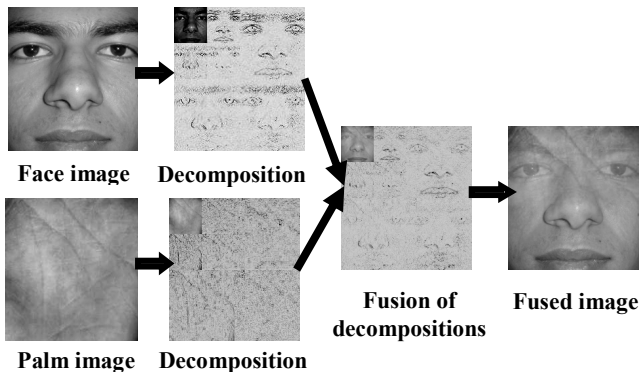 Face image
Decomposition
Palm image
Decomposition
Fusion of
decompositions
Fused image